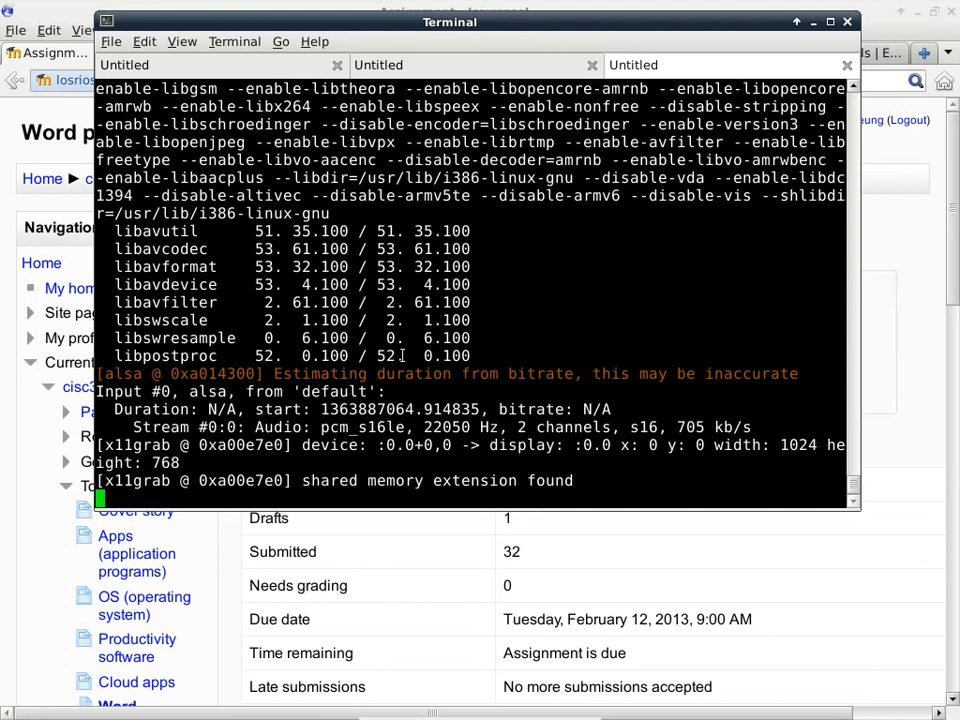 Terminal
File Edit View Terminal Go Help
Untitled Untitled Untitled
enable-libgsm --enable-libtheora --enable-libopencore-amrnb --enable-libopencore
-amrwb --enable-libx264 --enable-libspeex --enable-nonfree --disable-stripping -
-enable-libschroedinger --disable-encoder=libschroedinger --enable-version3 --en
able-libopenjpeg --enable-libvpx --enable-librtmp --enable-avfilter --enable-lib
freetype --enable-libvo-aacenc --disable-decoder=amrnb --enable-libvo-amrwbenc -
-enable-libaacplus --libdir=/usr/lib/i386-linux-gnu --disable-vda --enable-libdc
1394 --disable-altivec --disable-armv5te --disable-armv6 --disable-vis --shlibdi
r=/usr/lib/i386-linux-gnu
libavutil 51. 35.100 / 51. 35.100
libavcodec 53. 61.100 / 53. 61.100
libavformat 53. 32.100 / 53. 32.100
libavdevice 53. 4.100 / 53. 4.100
libavfilter 2. 61.100 / 2. 61.100
libswscale 2. 1.100 / 2. 1.100
libswresample 0. 6.100 / 0. 6.100
libpostproc 52. 0.100 / 52. 0.100
[alsa @ 0xa014300] Estimating duration from bitrate, this may be inaccurate
Input #0, alsa, from 'default':
Duration: N/A, start: 1363887064.914835, bitrate: N/A
Stream #0:0: Audio: pcm_s16le, 22050 Hz, 2 channels, s16, 705 kb/s
[x11grab @ 0xa00e7e0] device: :0.0+0,0 -> display: :0.0 x: 0 y: 0 width: 1024 he
ight: 768
[x11grab @ 0xa00e7e0] shared memory extension found
File Edit
Assignm...
losrios
(Logout)
Word p
Home ► c
Navigation
Home
My hom
Site pa
My prof
Current
cisc3
Cover story
Apps
(application
programs)
OS (operating
system)
Productivity
software
Cloud apps
Word
Drafts 1
Submitted 32
Needs grading 0
Due date Tuesday, February 12, 2013, 9:00 AM
Time remaining Assignment is due
Late submissions No more submissions accepted